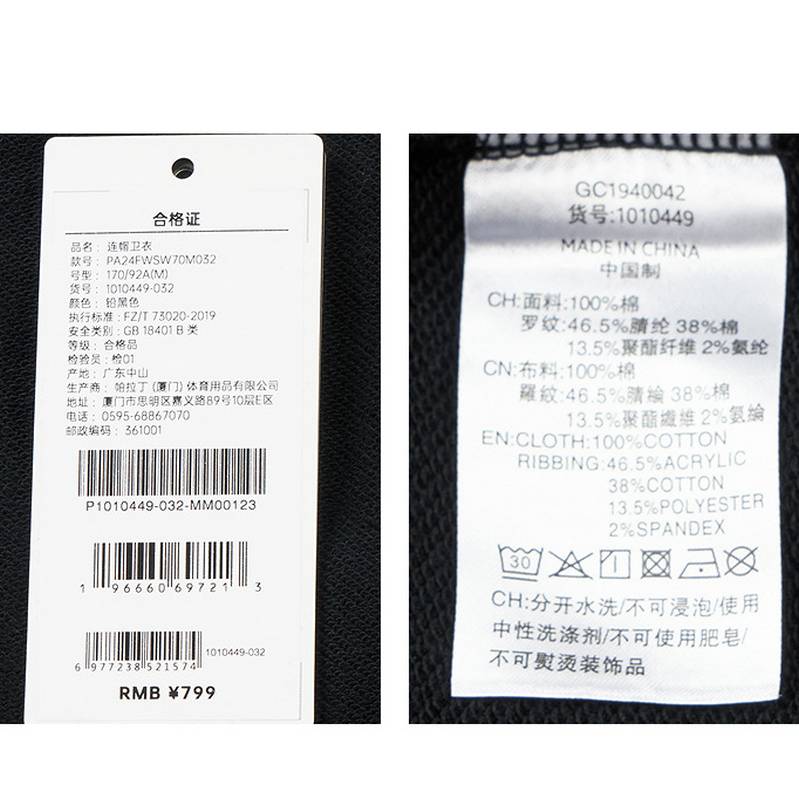 合格证
品名: 连帽卫衣
款号: PA24FWSW70M032
号型: 170/92A(M)
货号: 1010449-032
颜色: 铅黑色
执行标准: FZ/T 73020-2019
安全类别: GB 18401 B 类
等级: 合格品
检验员: 检01
产地: 广东中山
生产商: 帕拉丁 (厦门) 体育用品有限公司
地址: 厦门市思明区嘉义路89号10层E区
电话: 0595-68867070
邮政编码: 361001
P1010449-032-MM00123
1 96660 69721 3
6 977238 521574
1010449-032
RMB ¥799
GC1940042
货号:1010449
MADE IN CHINA
中国制
CH:面料:100%棉
罗纹:46.5%腈纶 38%棉
13.5%聚酯纤维 2%氨纶
CN:布料:100%棉
羅紋:46.5%腈綸 38%棉
13.5%聚酯纖維 2%氨綸
EN:CLOTH:100%COTTON
RIBBING:46.5%ACRYLIC
38%COTTON
13.5%POLYESTER
2%SPANDEX
30
CH:分开水洗/不可浸泡/使用
中性洗涤剂/不可使用肥皂/
不可熨烫装饰品